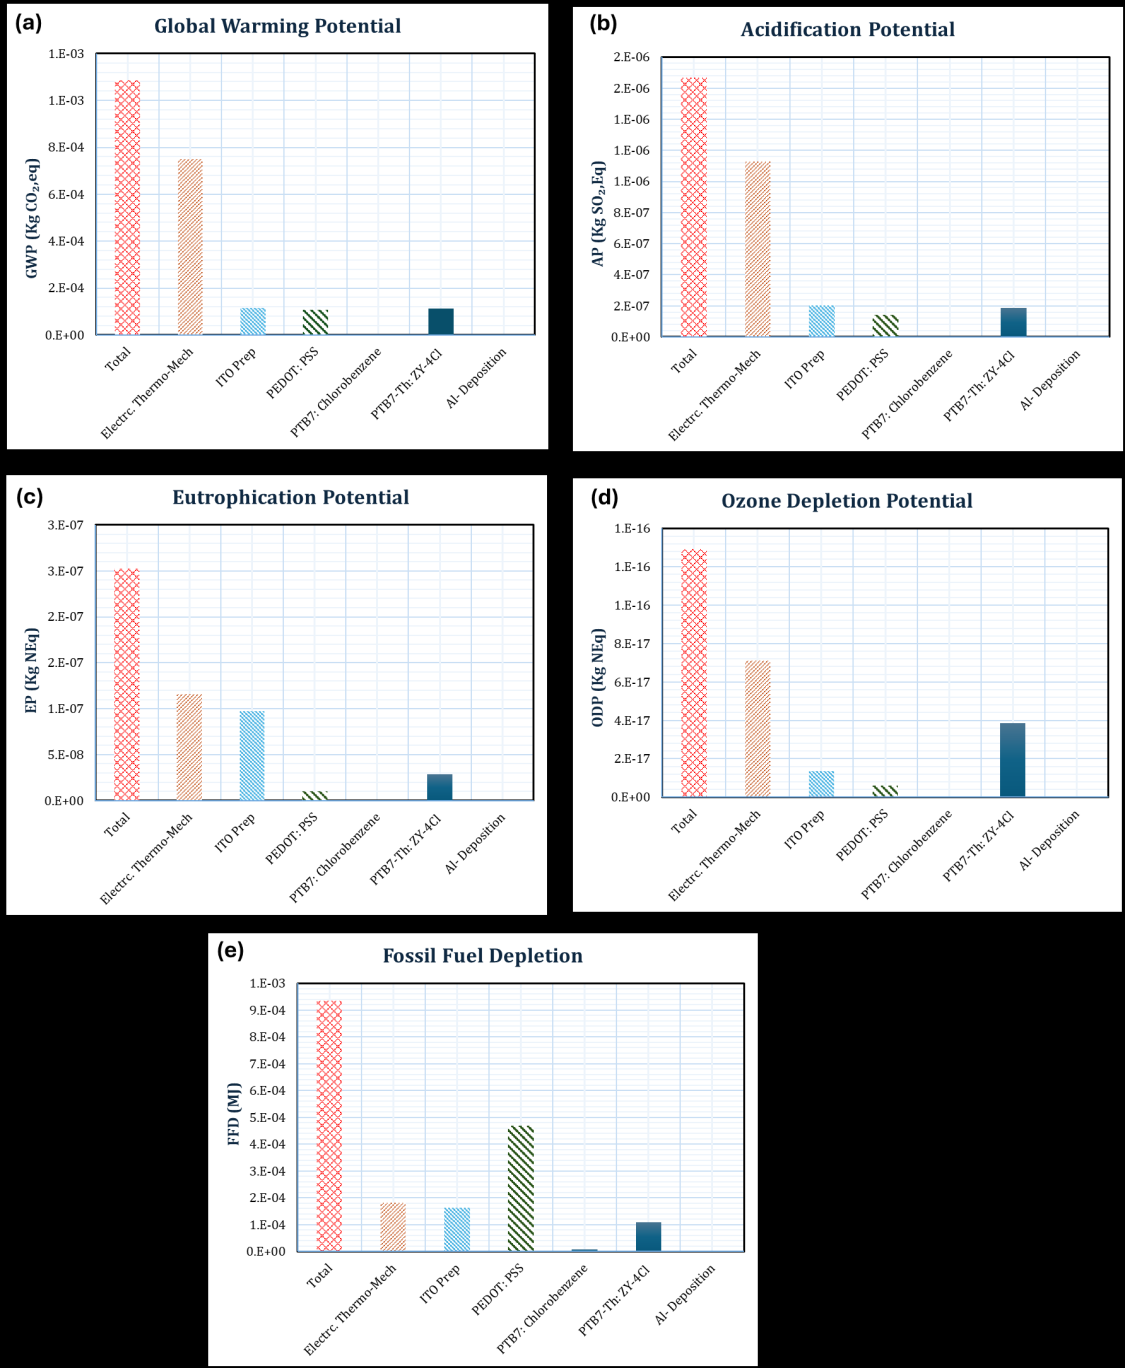 (a)
Global Warming Potential
GWP (Kg CO₂,eq)
1.E-03
1.E-03
8.E-04
6.E-04
4.E-04
2.E-04
0.E+00
Total
Electrc. Thermo-Mech
ITO Prep
PEDOT: PSS
PTB7: Chlorobenzene
PTB7-Th: ZY-4Cl
Al- Deposition
(b)
Acidification Potential
AP (Kg SO₂,Eq)
2.E-06
2.E-06
1.E-06
1.E-06
1.E-06
8.E-07
6.E-07
4.E-07
2.E-07
0.E+00
Total
Electrc. Thermo-Mech
ITO Prep
PEDOT: PSS
PTB7: Chlorobenzene
PTB7-Th: ZY-4Cl
Al- Deposition
(c)
Eutrophication Potential
EP (Kg NEq)
3.E-07
3.E-07
2.E-07
2.E-07
1.E-07
5.E-08
0.E+00
Total
Electrc. Thermo-Mech
ITO Prep
PEDOT: PSS
PTB7: Chlorobenzene
PTB7-Th: ZY-4Cl
Al- Deposition
(d)
Ozone Depletion Potential
ODP (Kg NEq)
1.E-16
1.E-16
1.E-16
8.E-17
6.E-17
4.E-17
2.E-17
0.E+00
Total
Electrc. Thermo-Mech
ITO Prep
PEDOT: PSS
PTB7: Chlorobenzene
PTB7-Th: ZY-4Cl
Al- Deposition
(e)
Fossil Fuel Depletion
FFD (MJ)
1.E-03
9.E-04
8.E-04
7.E-04
6.E-04
5.E-04
4.E-04
3.E-04
2.E-04
1.E-04
0.E+00
Total
Electrc. Thermo-Mech
ITO Prep
PEDOT: PSS
PTB7: Chlorobenzene
PTB7-Th: ZY-4Cl
Al- Deposition